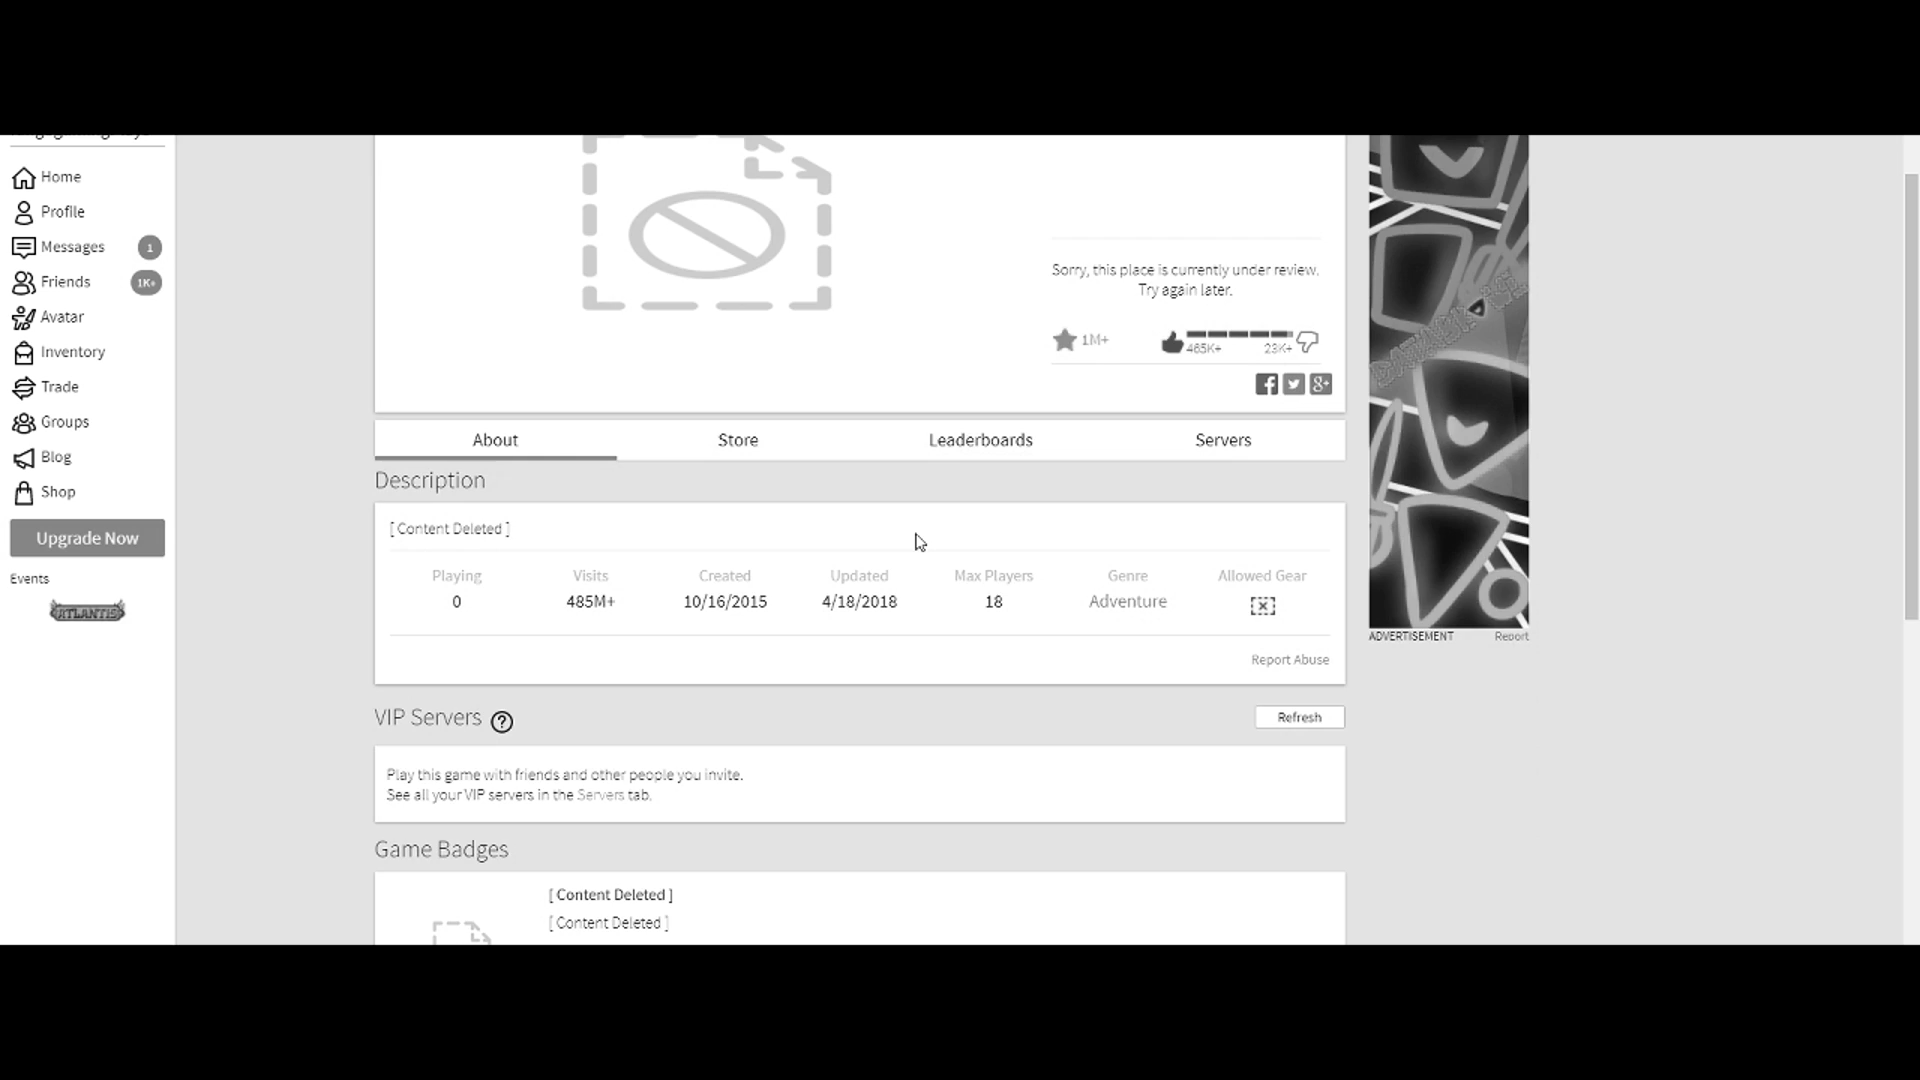 Home
Profile
Messages 1
Friends 1K+
Avatar
Inventory
Trade
Groups
Blog
Shop
Upgrade Now
Events
ATLANTIS
Sorry, this place is currently under review.
Try again later.
1M+
465K+ 23K+
About Store Leaderboards Servers
Description
[ Content Deleted ]
Playing Visits Created Updated Max Players Genre Allowed Gear
0 485M+ 10/16/2015 4/18/2018 18 Adventure
Report Abuse
VIP Servers ?
Refresh
Play this game with friends and other people you invite.
See all your VIP servers in the Servers tab.
Game Badges
[ Content Deleted ]
[ Content Deleted ]
ADVERTISEMENT Report